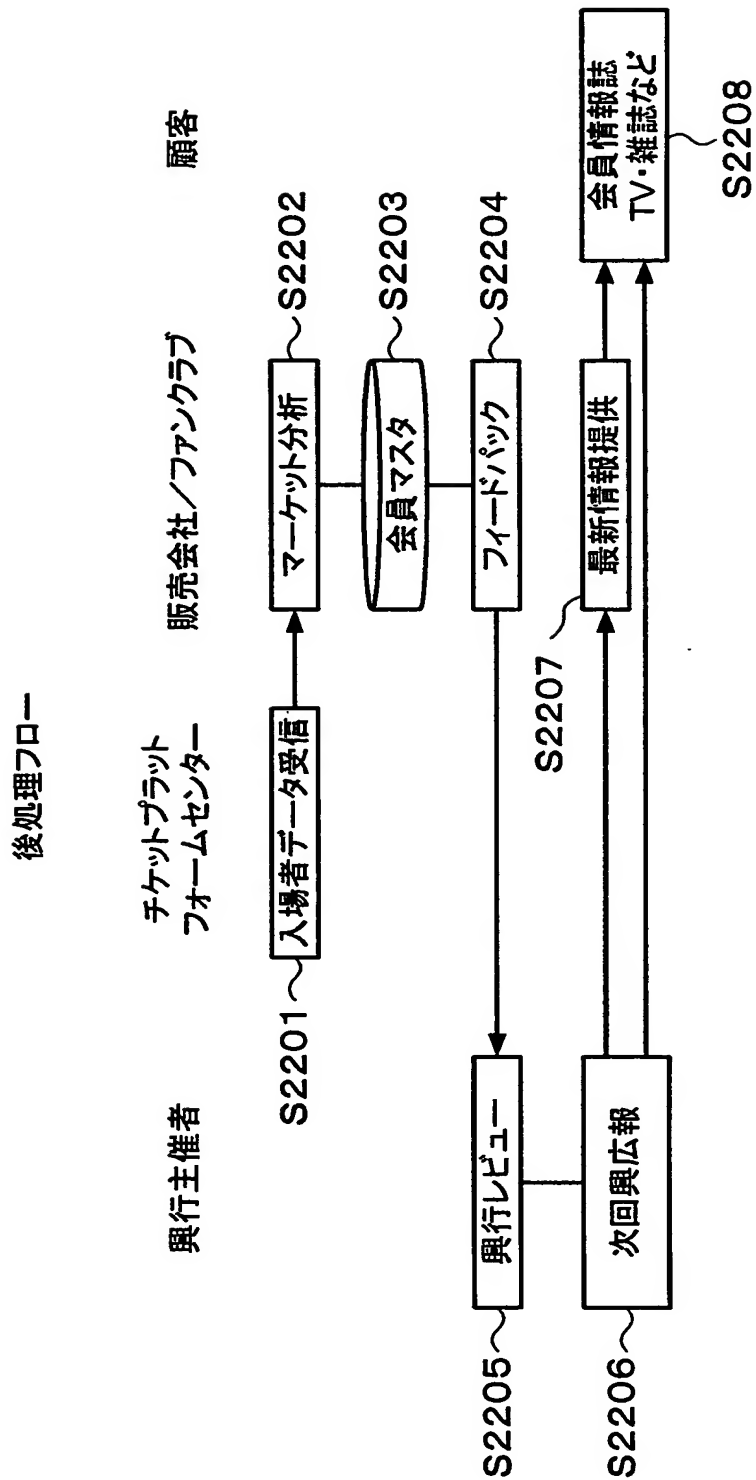 後処理フロー
興行主催者
チケットプラット
フォームセンター
販売会社／ファンクラブ
顧客
S2201
入場者データ受信
マーケット分析
S2202
会員マスタ
S2203
フィードバック
S2204
S2205
興行レビュー
S2206
次回興広報
S2207
最新情報提供
会員情報誌
TV・雑誌など
S2208